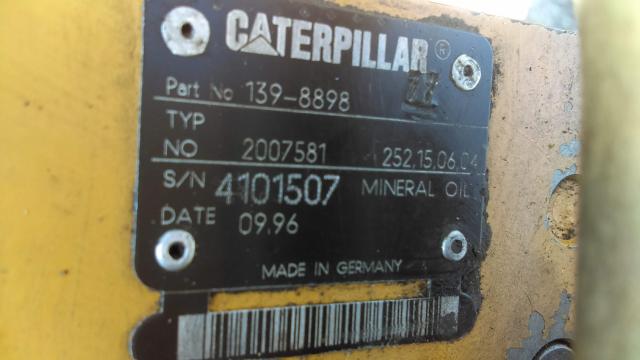 CATERPILLAR ®
Part No 139-8898
TYP
NO 2007581 252.15.06.04
S/N 4101507 MINERAL OIL
DATE 09.96
MADE IN GERMANY